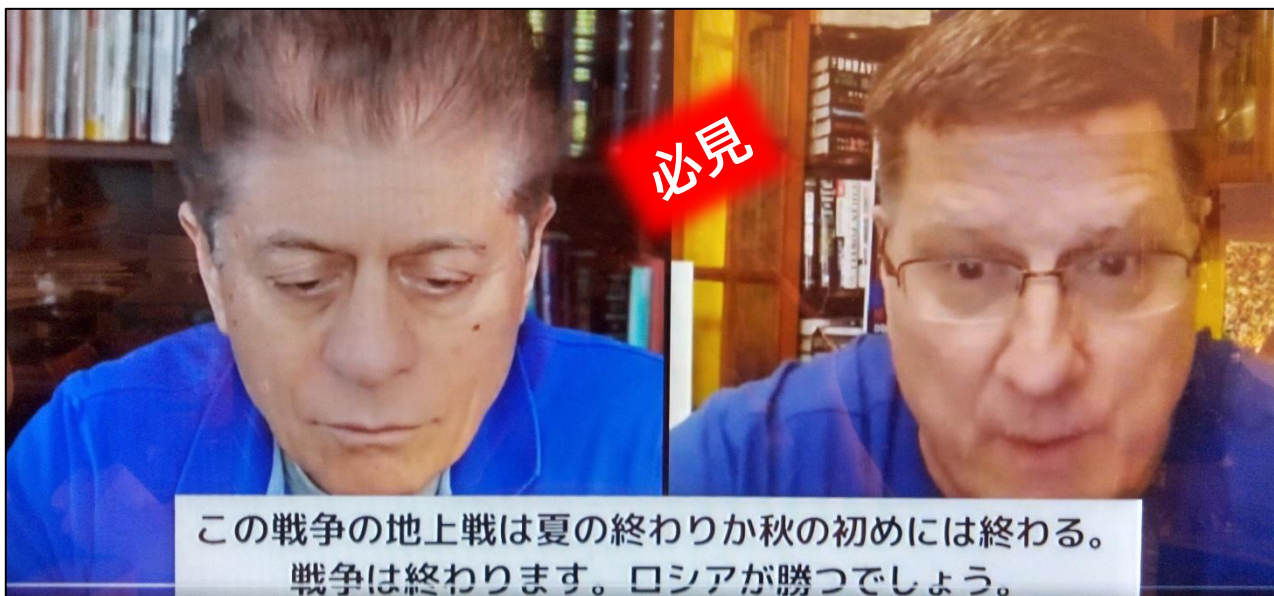 必見
この戦争の地上戦は夏の終わりか秋の初めには終わる。
戦争は終わります。ロシアが勝つでしょう。